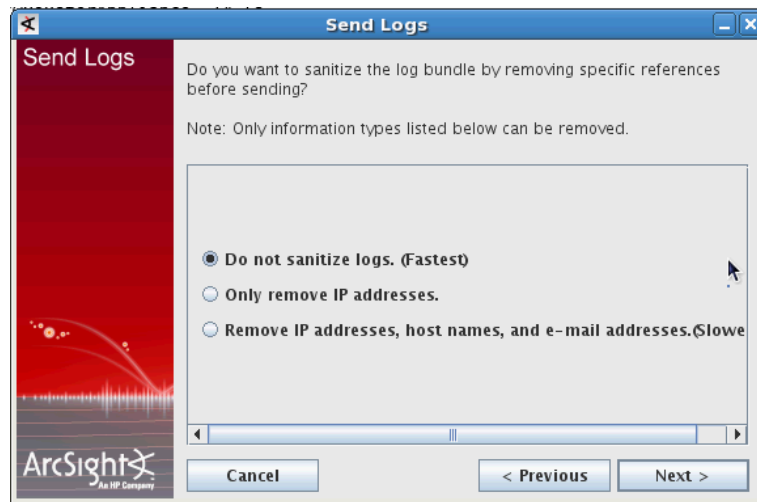 Send Logs
Send Logs
Do you want to sanitize the log bundle by removing specific references
before sending?
Note: Only information types listed below can be removed.
Do not sanitize logs. (Fastest)
Only remove IP addresses.
Remove IP addresses, host names, and e-mail addresses.(Slowe
ArcSight
An HP Company
Cancel
< Previous
Next >